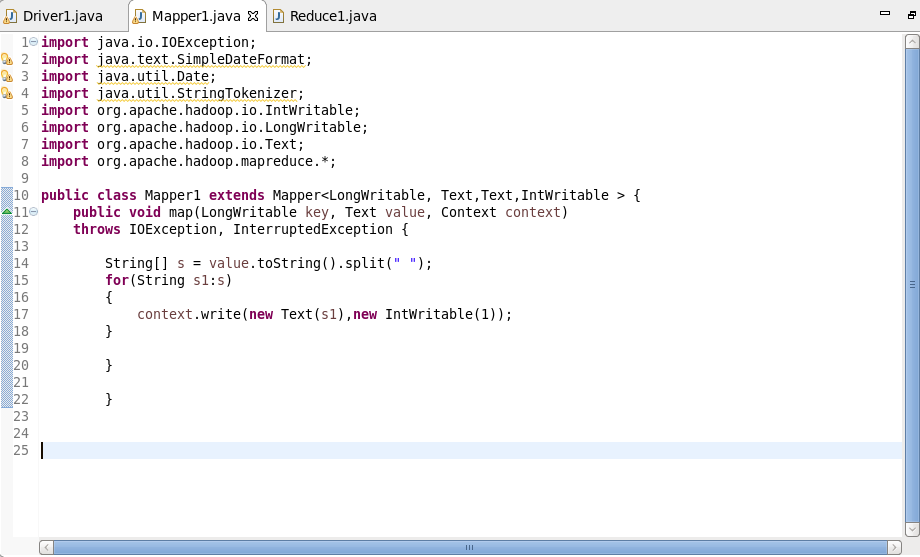 Driver1.java Mapper1.java Reduce1.java
1 import java.io.IOException;
2 import java.text.SimpleDateFormat;
3 import java.util.Date;
4 import java.util.StringTokenizer;
5 import org.apache.hadoop.io.IntWritable;
6 import org.apache.hadoop.io.LongWritable;
7 import org.apache.hadoop.io.Text;
8 import org.apache.hadoop.mapreduce.*;
9
10 public class Mapper1 extends Mapper<LongWritable, Text,Text,IntWritable > {
11     public void map(LongWritable key, Text value, Context context)
12     throws IOException, InterruptedException {
13
14         String[] s = value.toString().split(" ");
15         for(String s1:s)
16         {
17             context.write(new Text(s1),new IntWritable(1));
18         }
19
20         }
21
22         }
23
24
25